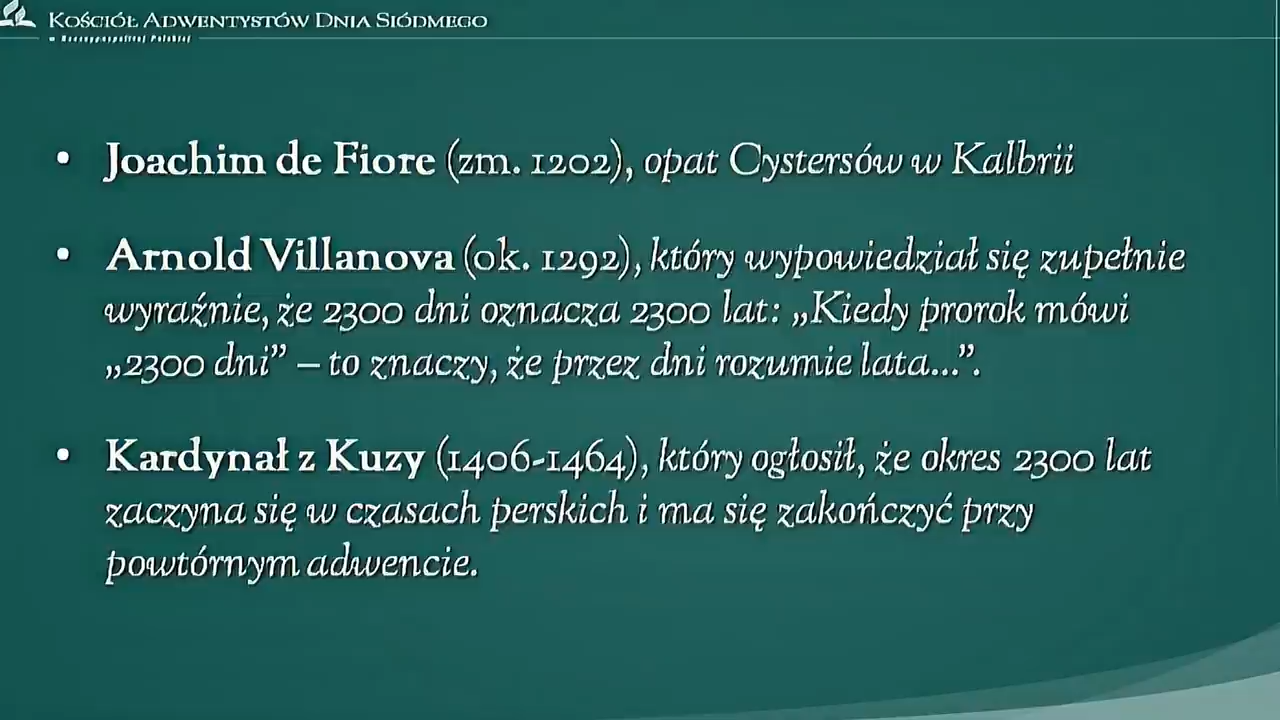 Kościół Adwentystów Dnia Siódmego
w Rzeczypospolitej Polskiej
• Joachim de Fiore (zm. 1202), opat Cystersów w Kalbrii
• Arnold Villanova (ok. 1292), który wypowiedział się zupełnie
wyraźnie, że 2300 dni oznacza 2300 lat: „Kiedy prorok mówi
„2300 dni” – to znaczy, że przez dni rozumie lata...”.
• Kardynał z Kuzy (1406-1464), który ogłosił, że okres 2300 lat
zaczyna się w czasach perskich i ma się zakończyć przy
powtórnym adwencie.